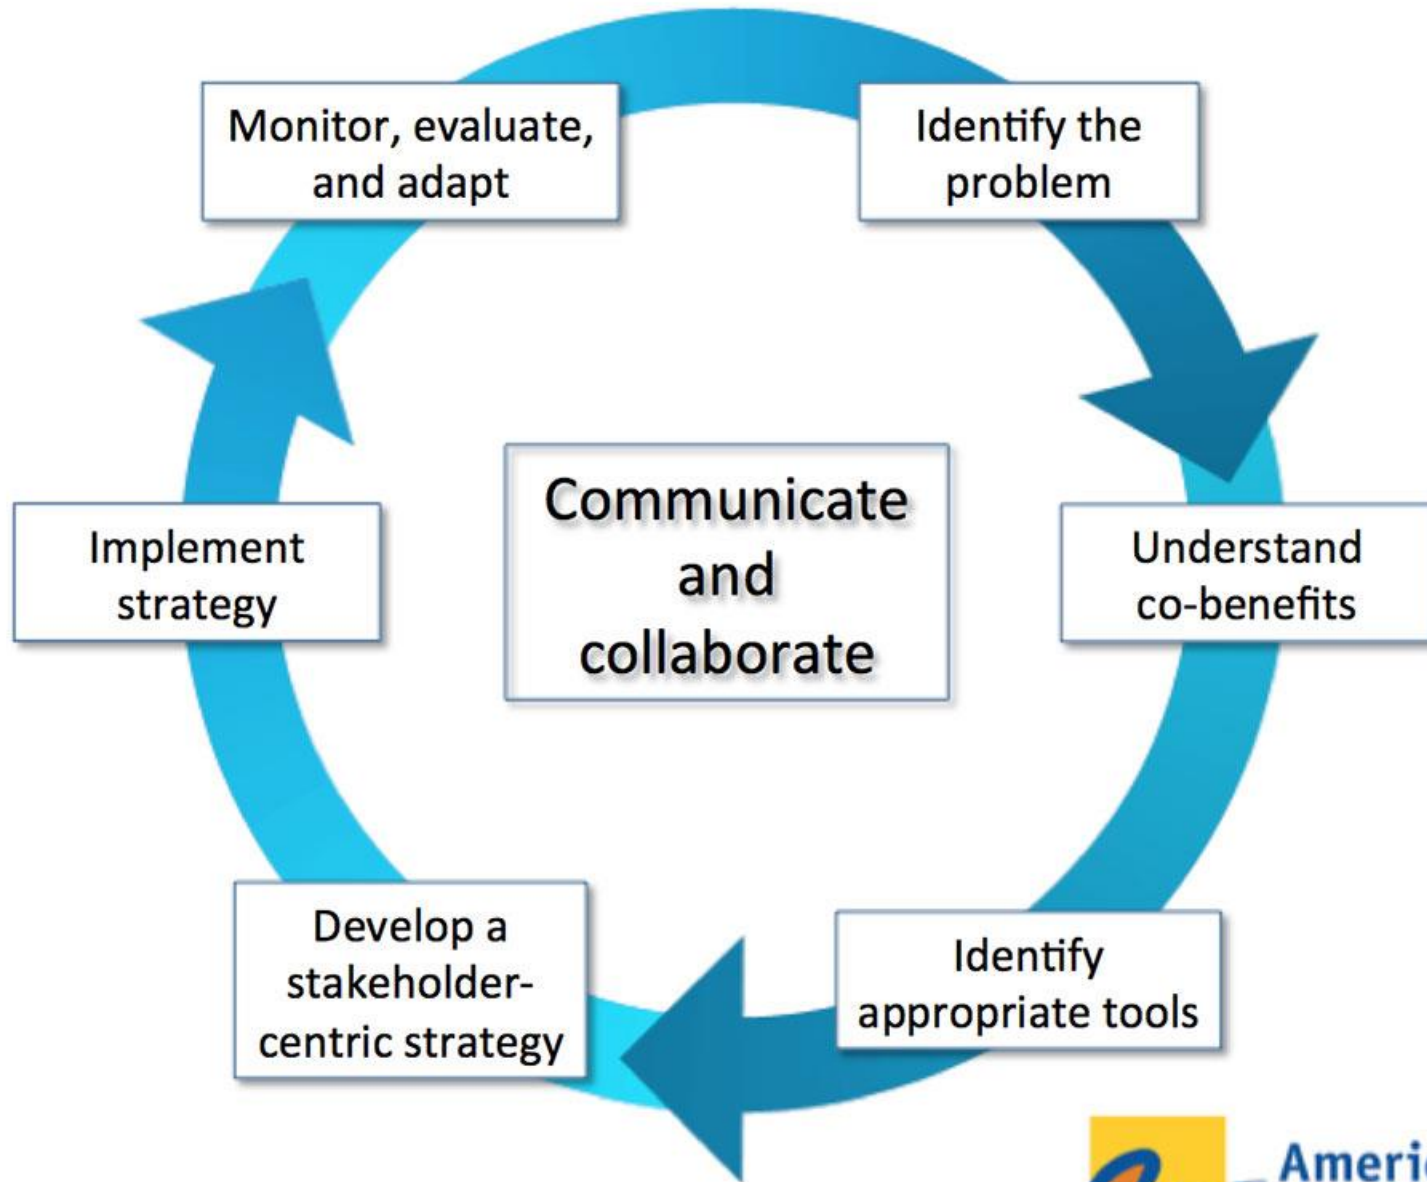 Monitor, evaluate,
and adapt
Identify the
problem
Communicate
and
collaborate
Implement
strategy
Understand
co-benefits
Develop a
stakeholder-
centric strategy
Identify
appropriate tools